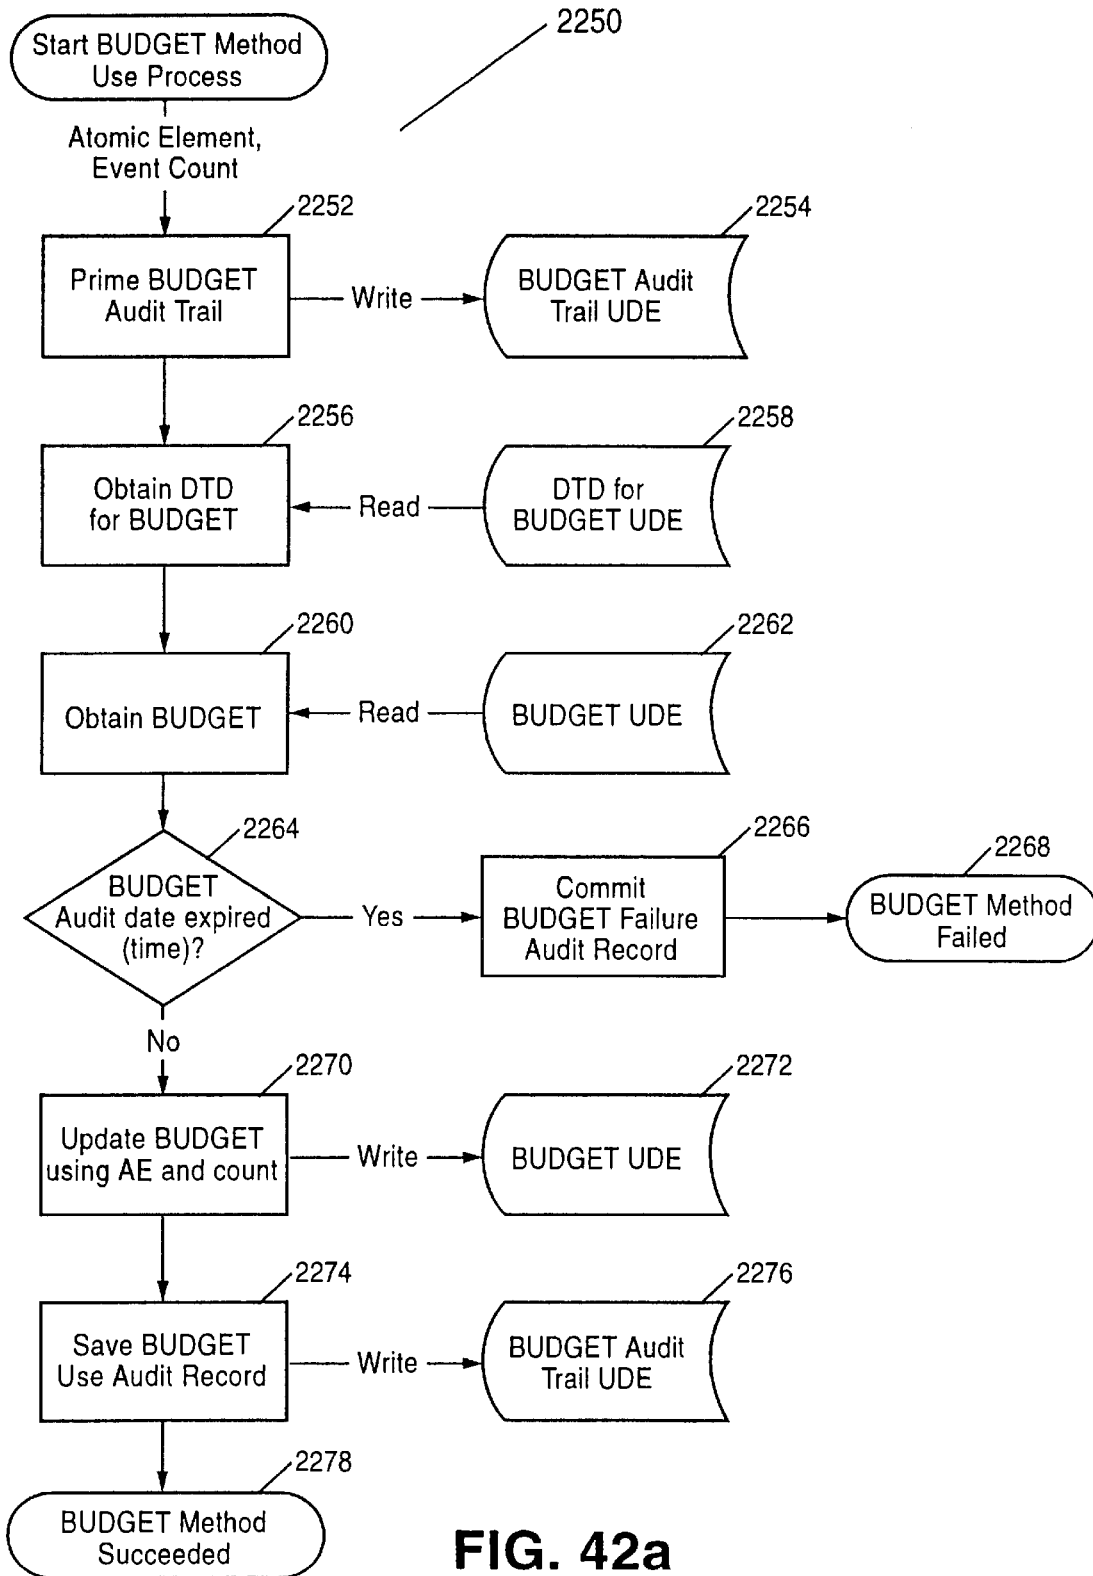 2250
Start BUDGET Method
Use Process
Atomic Element,
Event Count
2252
2254
Prime BUDGET
Audit Trail
Write
BUDGET Audit
Trail UDE
2256
2258
Obtain DTD
for BUDGET
Read
DTD for
BUDGET UDE
2260
2262
Obtain BUDGET
Read
BUDGET UDE
2264
2266
2268
BUDGET
Audit date expired
(time)?
Yes
Commit
BUDGET Failure
Audit Record
BUDGET Method
Failed
No
2270
2272
Update BUDGET
using AE and count
Write
BUDGET UDE
2274
2276
Save BUDGET
Use Audit Record
Write
BUDGET Audit
Trail UDE
2278
BUDGET Method
Succeeded
FIG. 42a